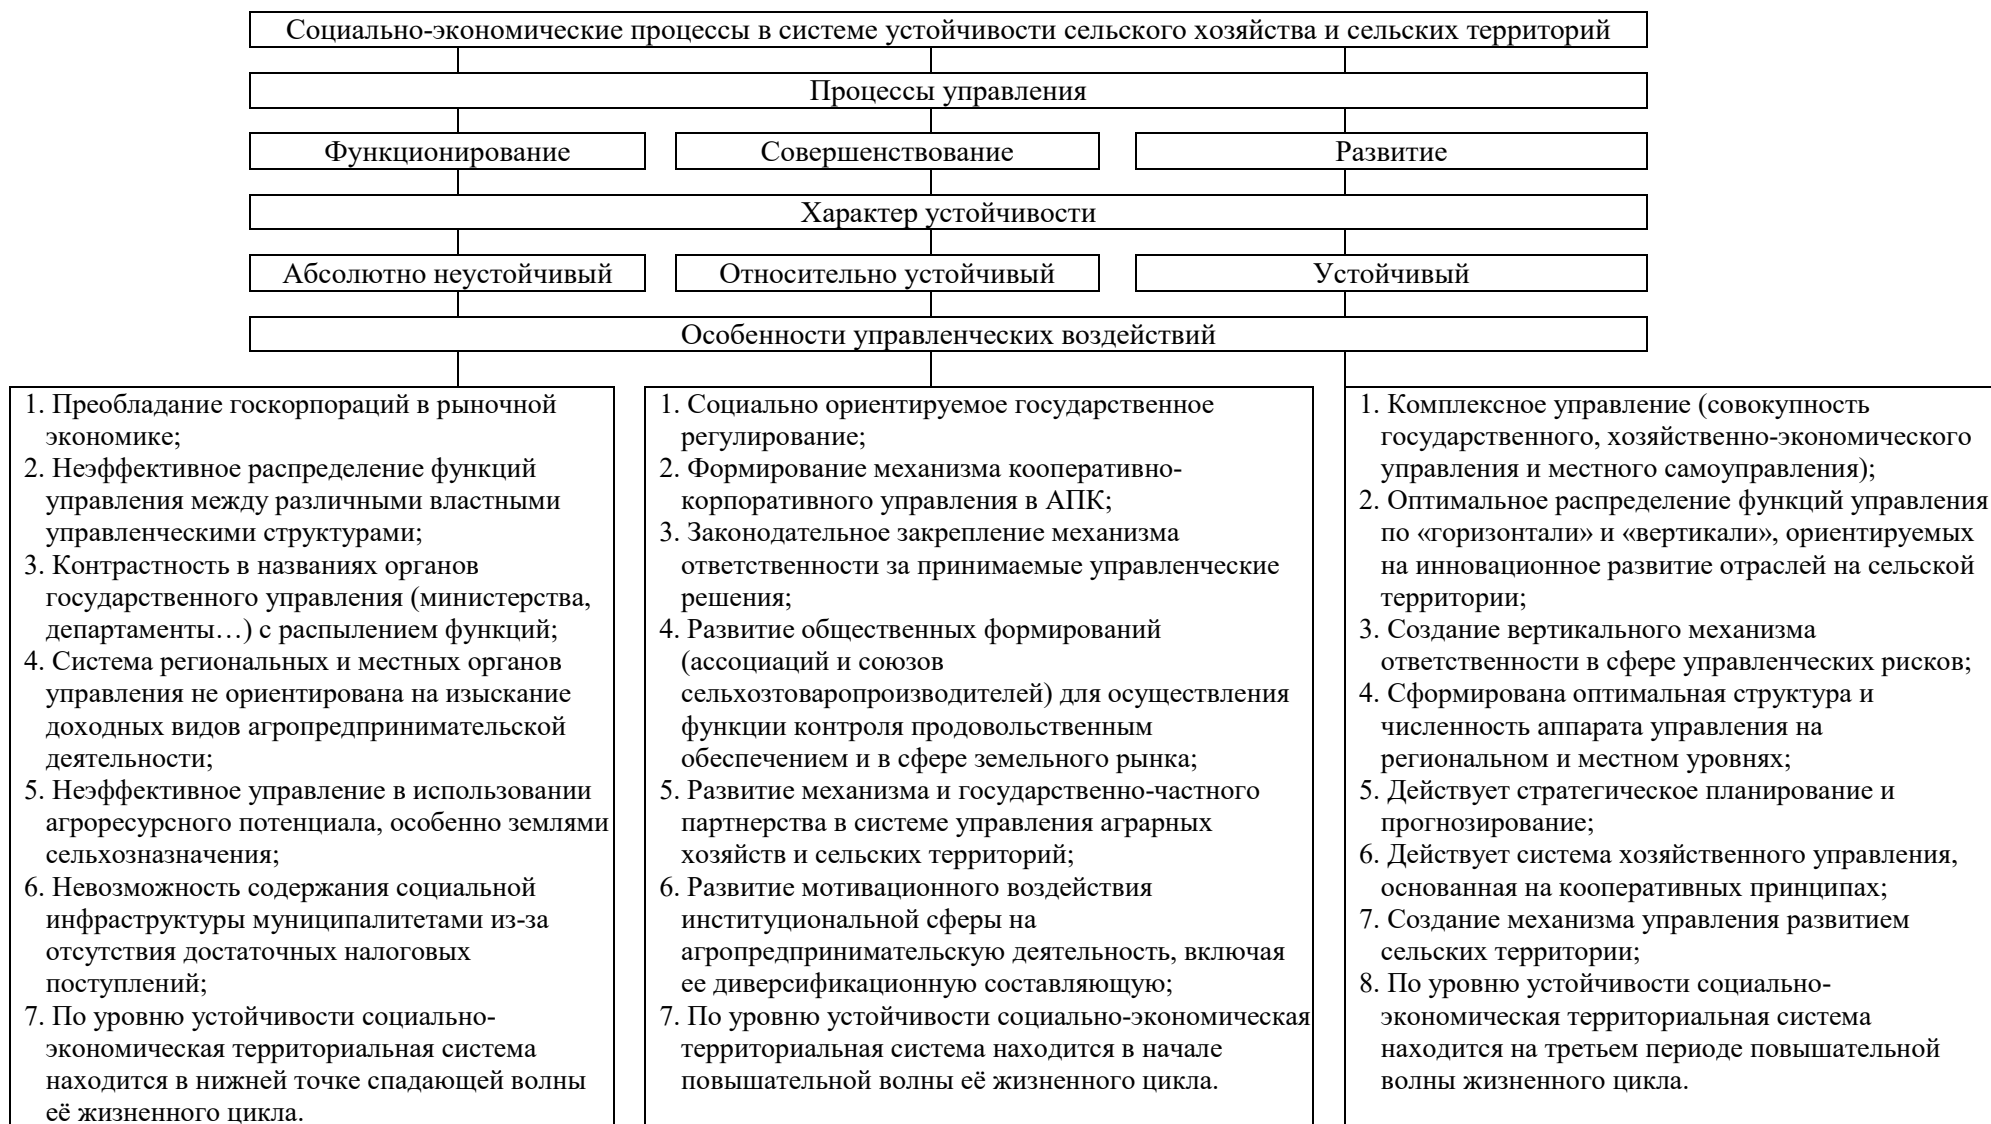 Социально-экономические процессы в системе устойчивости сельского хозяйства и сельских территорий
Процессы управления
Функционирование
Совершенствование
Развитие
Характер устойчивости
Абсолютно неустойчивый
Относительно устойчивый
Устойчивый
Особенности управленческих воздействий
1. Преобладание госкорпораций в рыночной
экономике;
2. Неэффективное распределение функций
управления между различными властными
управленческими структурами;
3. Контрастность в названиях органов
государственного управления (министерства,
департаменты…) с распылением функций;
4. Система региональных и местных органов
управления не ориентирована на изыскание
доходных видов агропредпринимательской
деятельности;
5. Неэффективное управление в использовании
агроресурсного потенциала, особенно землями
сельхозназначения;
6. Невозможность содержания социальной
инфраструктуры муниципалитетами из-за
отсутствия достаточных налоговых
поступлений;
7. По уровню устойчивости социально-
экономическая территориальная система
находится в нижней точке спадающей волны
её жизненного цикла.
1. Социально ориентируемое государственное
регулирование;
2. Формирование механизма кооперативно-
корпоративного управления в АПК;
3. Законодательное закрепление механизма
ответственности за принимаемые управленческие
решения;
4. Развитие общественных формирований
(ассоциаций и союзов
сельхозтоваропроизводителей) для осуществления
функции контроля продовольственным
обеспечением и в сфере земельного рынка;
5. Развитие механизма и государственно-частного
партнерства в системе управления аграрных
хозяйств и сельских территорий;
6. Развитие мотивационного воздействия
институциональной сферы на
агропредпринимательскую деятельность, включая
ее диверсификационную составляющую;
7. По уровню устойчивости социально-экономическая
территориальная система находится в начале
повышательной волны её жизненного цикла.
1. Комплексное управление (совокупность
государственного, хозяйственно-экономического
управления и местного самоуправления);
2. Оптимальное распределение функций управления
по «горизонтали» и «вертикали», ориентируемых
на инновационное развитие отраслей на сельской
территории;
3. Создание вертикального механизма
ответственности в сфере управленческих рисков;
4. Сформирована оптимальная структура и
численность аппарата управления на
региональном и местном уровнях;
5. Действует стратегическое планирование и
прогнозирование;
6. Действует система хозяйственного управления,
основанная на кооперативных принципах;
7. Создание механизма управления развитием
сельских территории;
8. По уровню устойчивости социально-
экономическая территориальная система
находится на третьем периоде повышательной
волны жизненного цикла.